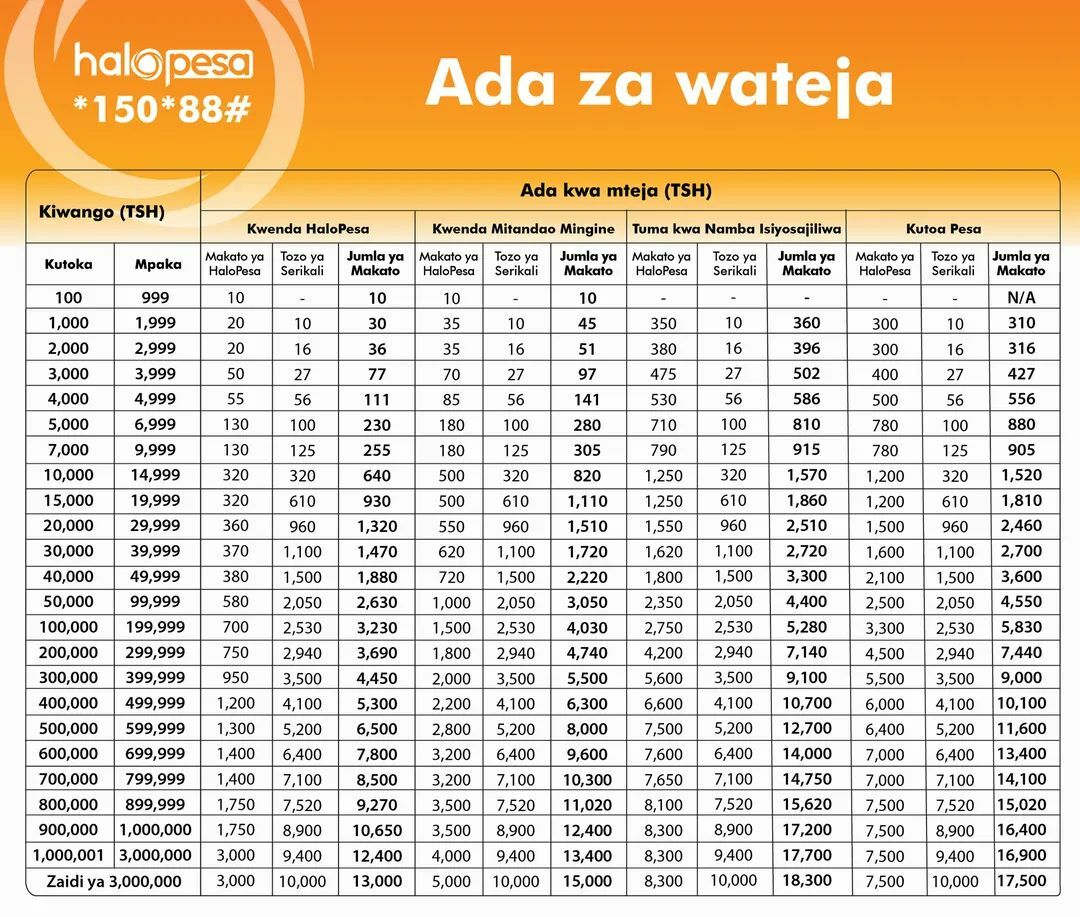 halopesa
*150*88#
Ada za wateja
Kiwango (TSH) Ada kwa mteja (TSH)
Kwenda HaloPesa Kwenda Mitandao Mingine Tuma kwa Namba Isiyosajiliwa Kutoa Pesa
Kutoka Mpaka Makato ya HaloPesa Tozo ya Serikali Jumla ya Makato Makato ya HaloPesa Tozo ya Serikali Jumla ya Makato Makato ya HaloPesa Tozo ya Serikali Jumla ya Makato Makato ya HaloPesa Tozo ya Serikali Jumla ya Makato
100 999 10 - 10 10 - 10 - - - - - N/A
1,000 1,999 20 10 30 35 10 45 350 10 360 300 10 310
2,000 2,999 20 16 36 35 16 51 380 16 396 300 16 316
3,000 3,999 50 27 77 70 27 97 475 27 502 400 27 427
4,000 4,999 55 56 111 85 56 141 530 56 586 500 56 556
5,000 6,999 130 100 230 180 100 280 710 100 810 780 100 880
7,000 9,999 130 125 255 180 125 305 790 125 915 780 125 905
10,000 14,999 320 320 640 500 320 820 1,250 320 1,570 1,200 320 1,520
15,000 19,999 320 610 930 500 610 1,110 1,250 610 1,860 1,200 610 1,810
20,000 29,999 360 960 1,320 550 960 1,510 1,550 960 2,510 1,500 960 2,460
30,000 39,999 370 1,100 1,470 620 1,100 1,720 1,620 1,100 2,720 1,600 1,100 2,700
40,000 49,999 380 1,500 1,880 720 1,500 2,220 1,800 1,500 3,300 2,100 1,500 3,600
50,000 99,999 580 2,050 2,630 1,000 2,050 3,050 2,350 2,050 4,400 2,500 2,050 4,550
100,000 199,999 700 2,530 3,230 1,500 2,530 4,030 2,750 2,530 5,280 3,300 2,530 5,830
200,000 299,999 750 2,940 3,690 1,800 2,940 4,740 4,200 2,940 7,140 4,500 2,940 7,440
300,000 399,999 950 3,500 4,450 2,000 3,500 5,500 5,600 3,500 9,100 5,500 3,500 9,000
400,000 499,999 1,200 4,100 5,300 2,200 4,100 6,300 6,600 4,100 10,700 6,000 4,100 10,100
500,000 599,999 1,300 5,200 6,500 2,800 5,200 8,000 7,500 5,200 12,700 6,400 5,200 11,600
600,000 699,999 1,400 6,400 7,800 3,200 6,400 9,600 7,600 6,400 14,000 7,000 6,400 13,400
700,000 799,999 1,400 7,100 8,500 3,200 7,100 10,300 7,650 7,100 14,750 7,000 7,100 14,100
800,000 899,999 1,750 7,520 9,270 3,500 7,520 11,020 8,100 7,520 15,620 7,500 7,520 15,020
900,000 1,000,000 1,750 8,900 10,650 3,500 8,900 12,400 8,300 8,900 17,200 7,500 8,900 16,400
1,000,001 3,000,000 3,000 9,400 12,400 4,000 9,400 13,400 8,300 9,400 17,700 7,500 9,400 16,900
Zaidi ya 3,000,000 3,000 10,000 13,000 5,000 10,000 15,000 8,300 10,000 18,300 7,500 10,000 17,500